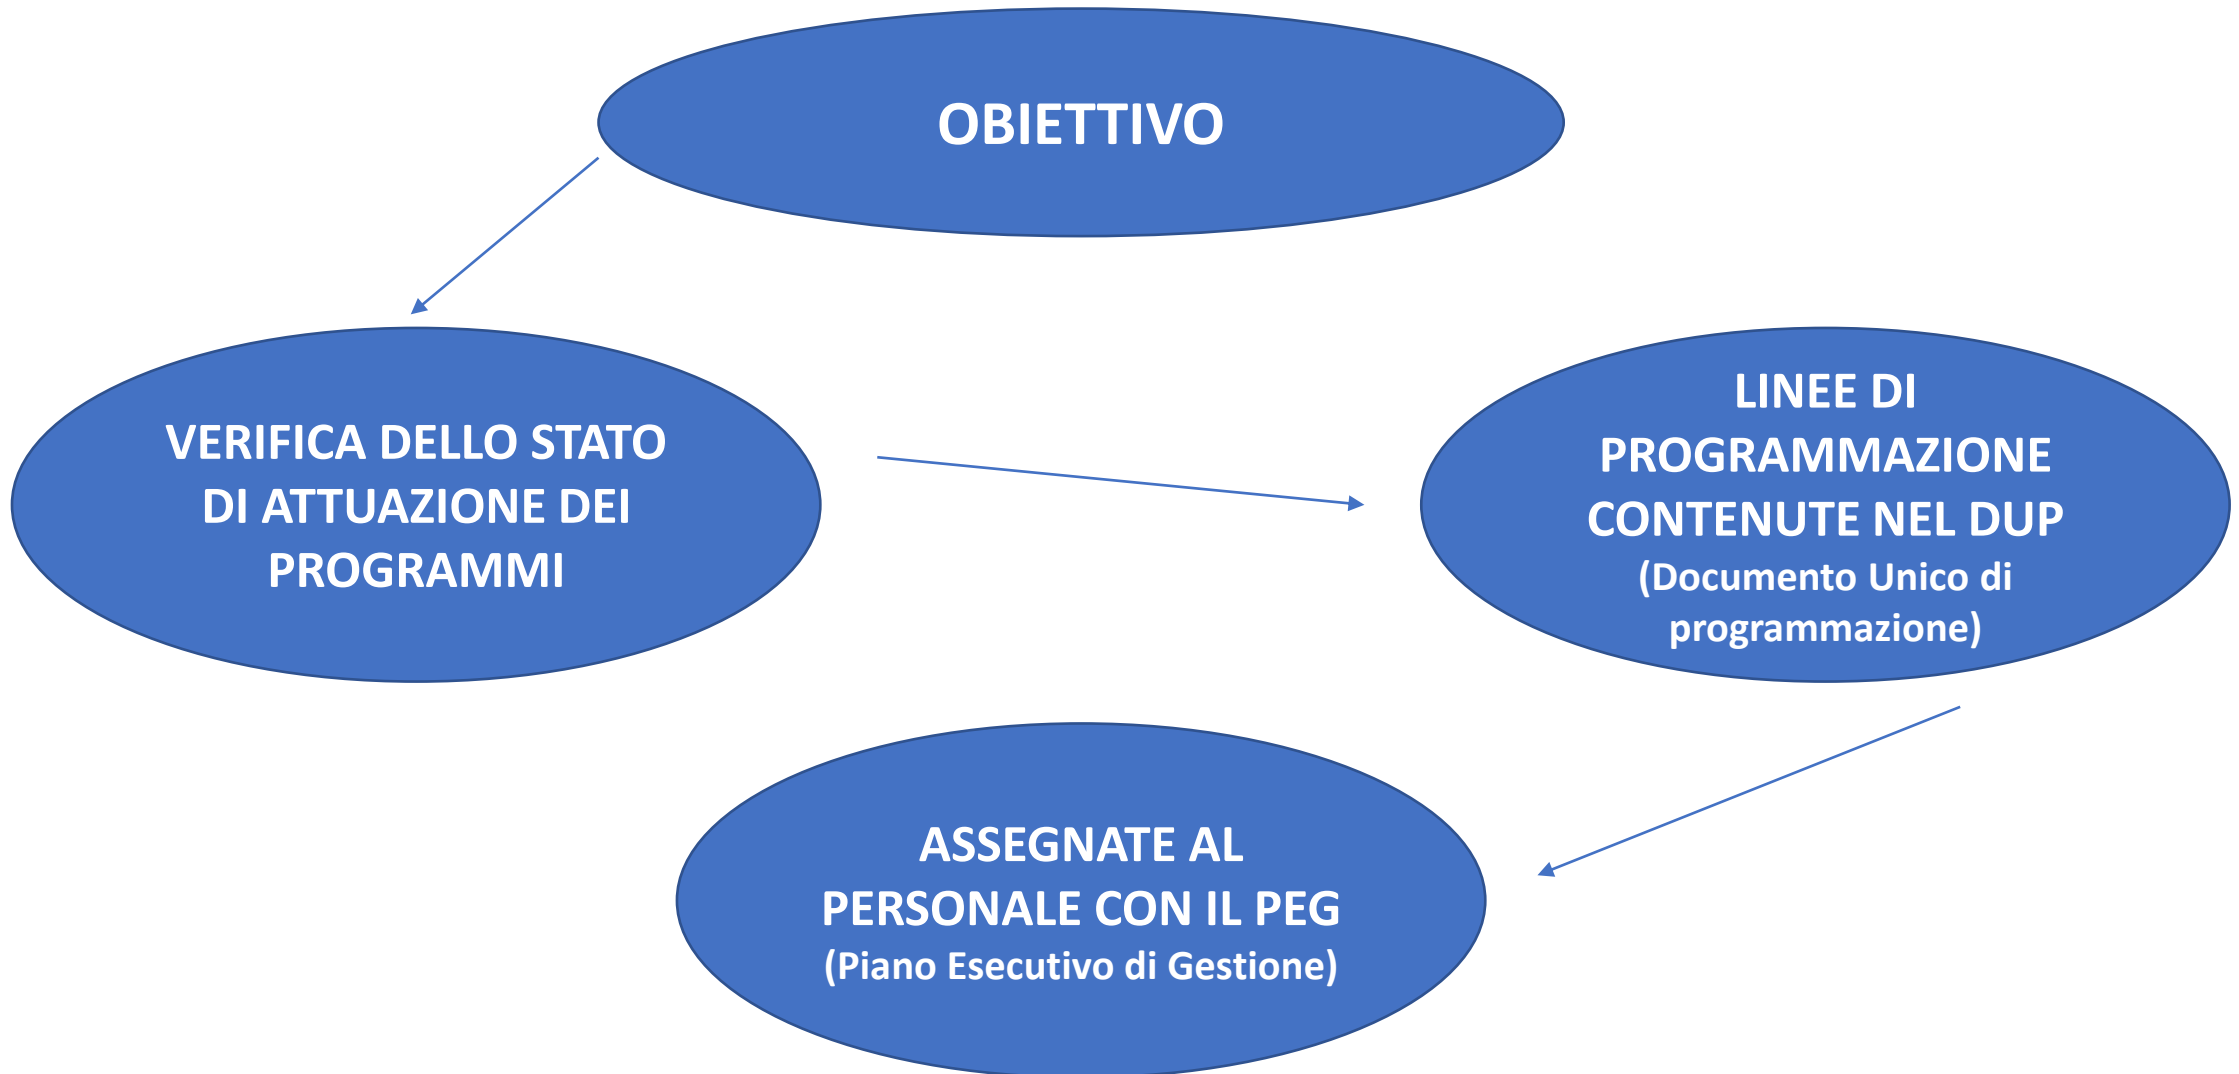 OBIETTIVO
VERIFICA DELLO STATO
DI ATTUAZIONE DEI
PROGRAMMI
LINEE DI
PROGRAMMAZIONE
CONTENUTE NEL DUP
(Documento Unico di
programmazione)
ASSEGNATE AL
PERSONALE CON IL PEG
(Piano Esecutivo di Gestione)